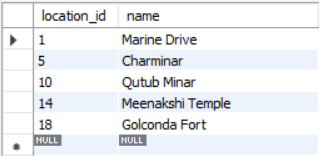 location_id name
1 Marine Drive
5 Charminar
10 Qutub Minar
14 Meenakshi Temple
18 Golconda Fort
NULL NULL